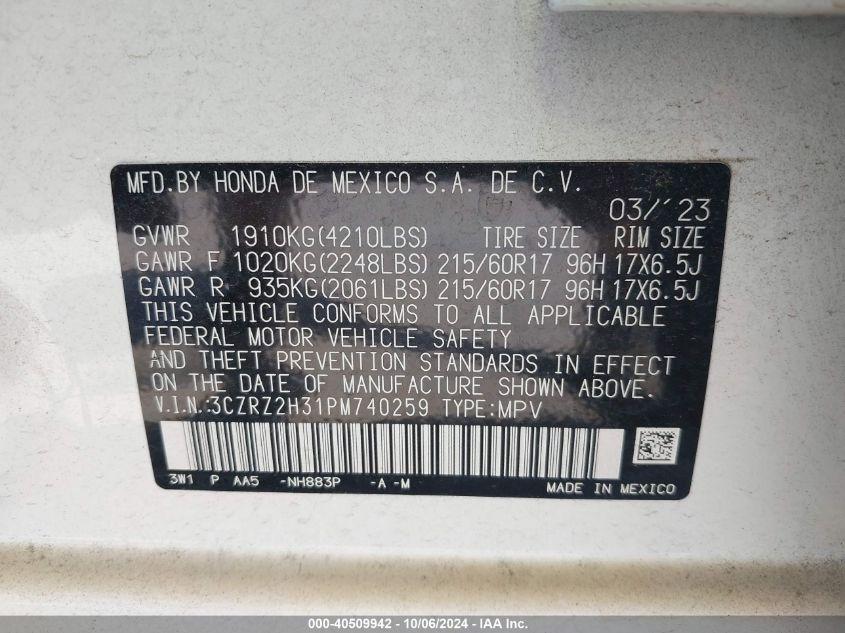 MFD.BY HONDA DE MEXICO S.A. DE C.V.
03/'23
GVWR 1910KG(4210LBS) TIRE SIZE RIM SIZE
GAWR F 1020KG(2248LBS) 215/60R17 96H 17X6.5J
GAWR R 935KG(2061LBS) 215/60R17 96H 17X6.5J
THIS VEHICLE CONFORMS TO ALL APPLICABLE
FEDERAL MOTOR VEHICLE SAFETY
AND THEFT PREVENTION STANDARDS IN EFFECT
ON THE DATE OF MANUFACTURE SHOWN ABOVE.
V.I.N.:3CZRZ2H31PM740259 TYPE:MPV
3W1 P AA5 -NH883P -A -M
MADE IN MEXICO
000-40509942 - 10/06/2024 - IAA Inc.